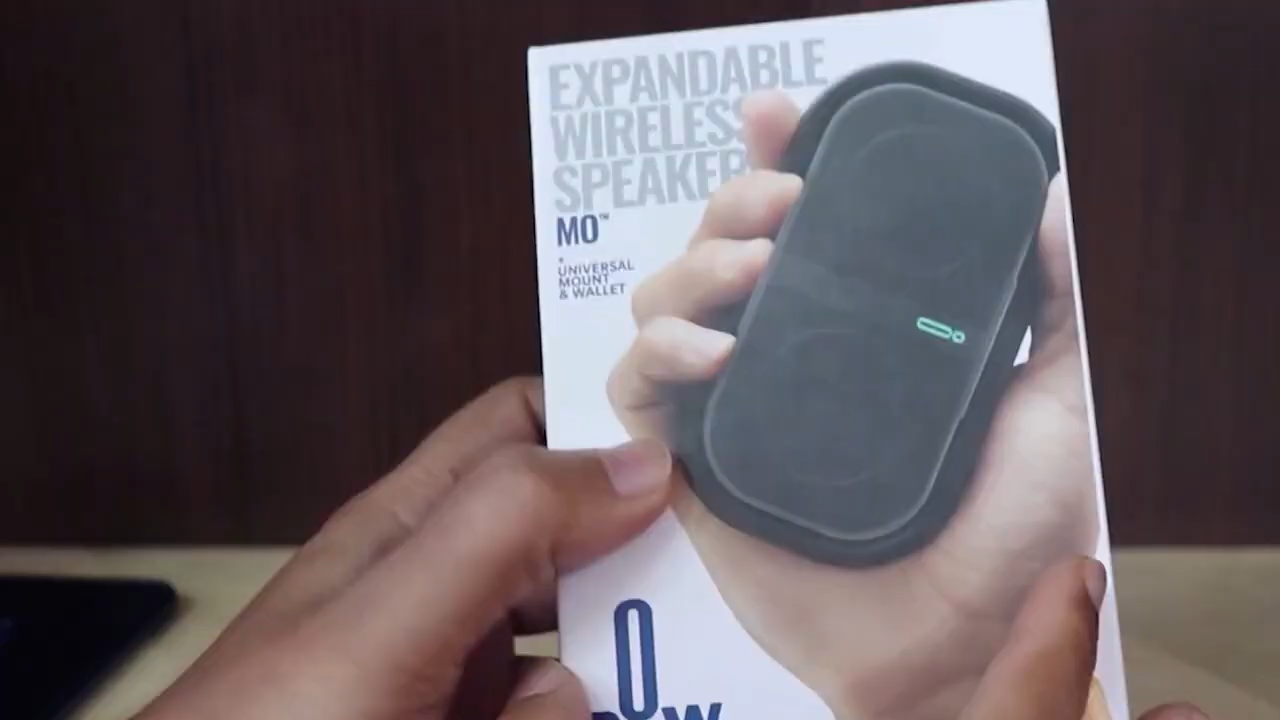 EXPANDABLE
WIRELESS
SPEAKER
MO™
+
UNIVERSAL
MOUNT
& WALLET